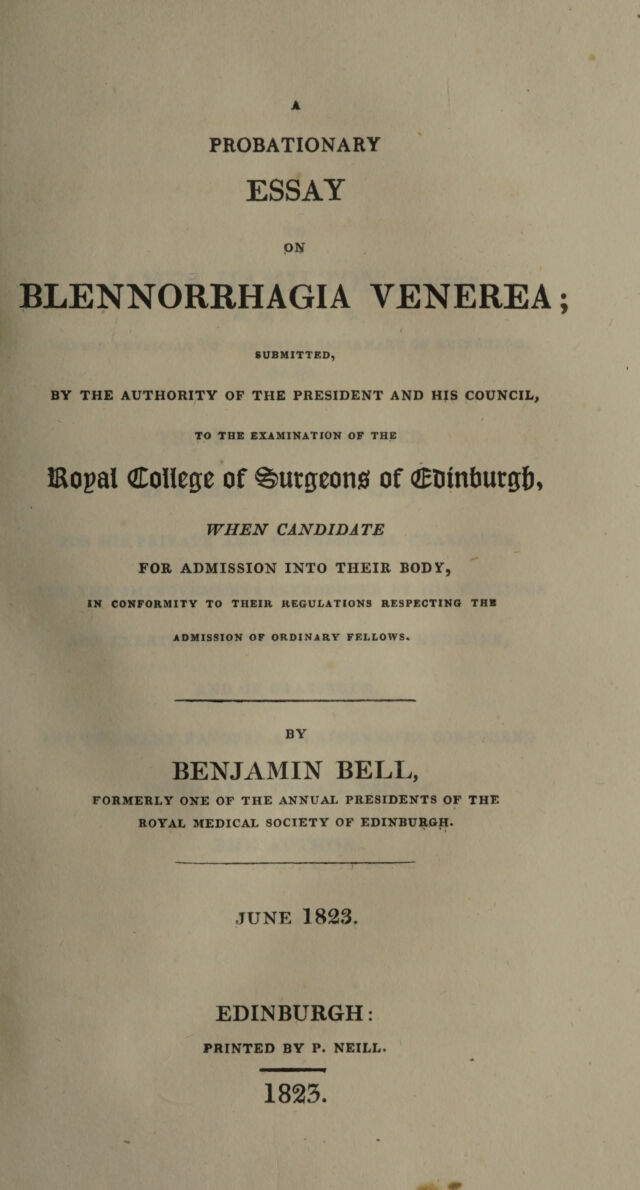 A
PROBATIONARY
ESSAY
ON
BLENNORRHAGIA VENEREA;
SUBMITTED,
BY THE AUTHORITY OF THE PRESIDENT AND HIS COUNCIL,
TO THE EXAMINATION OF THE
Royal College of Surgeons of Edinburgh,
WHEN CANDIDATE
FOR ADMISSION INTO THEIR BODY,
IN CONFORMITY TO THEIR REGULATIONS RESPECTING THE
ADMISSION OF ORDINARY FELLOWS.
BY
BENJAMIN BELL,
FORMERLY ONE OF THE ANNUAL PRESIDENTS OF THE
ROYAL MEDICAL SOCIETY OF EDINBURGH.
JUNE 1823.
EDINBURGH:
PRINTED BY P. NEILL.
1823.